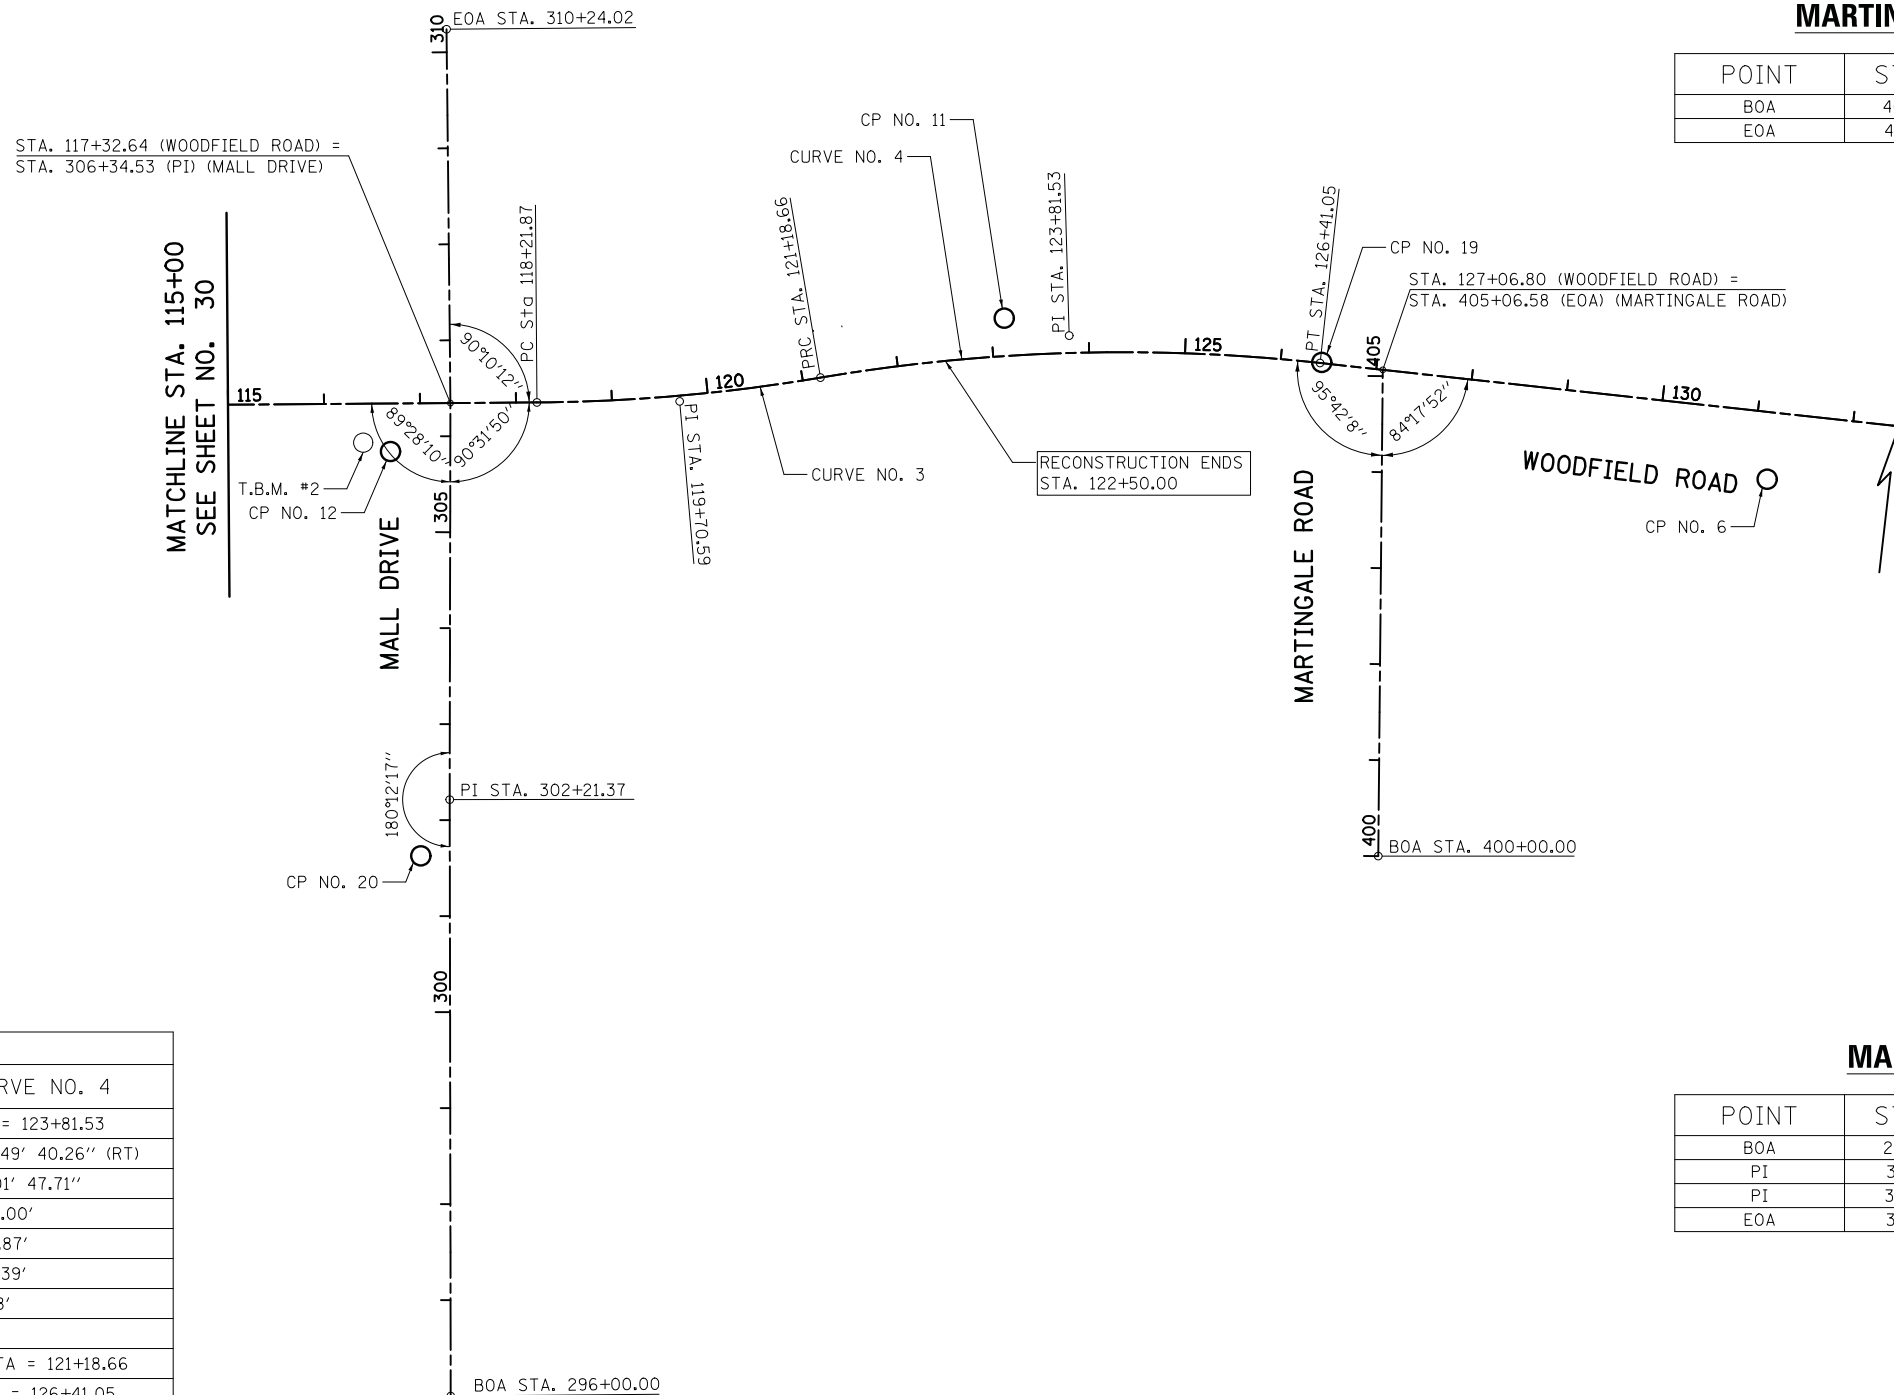 310
EOA STA. 310+24.02
MARTIN
POINT
ST
BOA
4
EOA
4
CP NO. 11
CURVE NO. 4
STA. 117+32.64 (WOODFIELD ROAD) =
STA. 306+34.53 (PI) (MALL DRIVE)
MATCHLINE STA. 115+00
SEE SHEET NO. 30
PC Sta 118+21.87
PRC STA. 121+18.66
PI STA. 123+81.53
PT STA. 126+41.05
CP NO. 19
STA. 127+06.80 (WOODFIELD ROAD) =
STA. 405+06.58 (EOA) (MARTINGALE ROAD)
90°10'12''
115
120
125
405
130
89°28'10''
90°31'50''
95°42'8''
84°17'52''
PI STA. 119+70.59
CURVE NO. 3
RECONSTRUCTION ENDS
STA. 122+50.00
WOODFIELD ROAD
T.B.M. #2
CP NO. 12
305
MALL DRIVE
MARTINGALE ROAD
CP NO. 6
180°12'17''
PI STA. 302+21.37
400
BOA STA. 400+00.00
CP NO. 20
300
RVE NO. 4
= 123+81.53
49' 40.26'' (RT)
01' 47.71''
.00'
.87'
39'
8'
TA = 121+18.66
= 126+41.05
MA
POINT
ST
BOA
2
PI
3
PI
3
EOA
3
BOA STA. 296+00.00